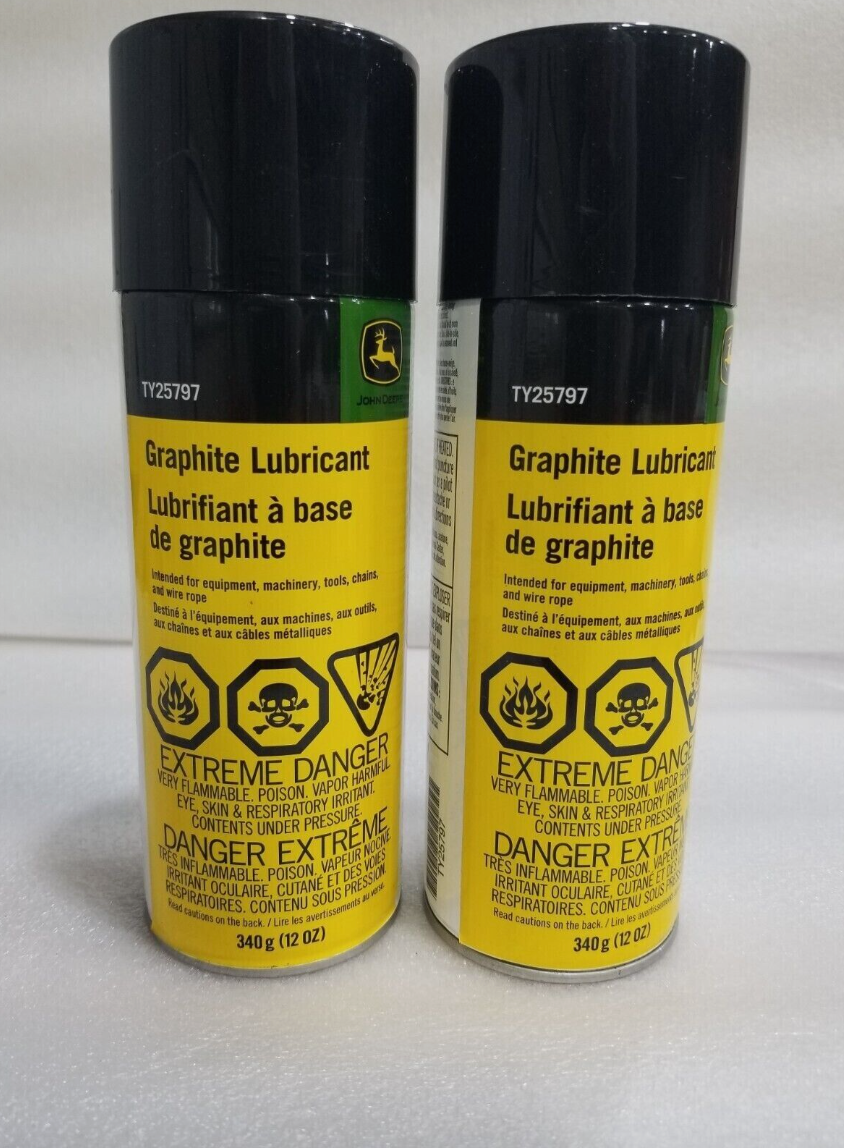 TY25797
JOHN DEERE
Graphite Lubricant
Lubrifiant à base
de graphite
Intended for equipment, machinery, tools, chains,
and wire rope
Destiné à l'équipement, aux machines, aux outils,
aux chaînes et aux câbles métalliques
EXTREME DANGER
VERY FLAMMABLE. POISON. VAPOR HARMFUL.
EYE, SKIN & RESPIRATORY IRRITANT.
CONTENTS UNDER PRESSURE.
DANGER EXTRÊME
TRÈS INFLAMMABLE. POISON. VAPEUR NOCIVE
IRRITANT OCULAIRE, CUTANÉ ET DES VOIES
RESPIRATOIRES. CONTENU SOUS PRESSION.
Read cautions on the back. / Lire les avertissements au verso.
340 g (12 OZ)
TY25797
Graphite Lubricant
Lubrifiant à base
de graphite
Intended for equipment, machinery, tools,
and wire rope
Destiné à l'équipement, aux machines, aux
aux chaînes et aux câbles métalliques
EXTREME
VERY FLAMMABLE. POISON. VAPOR
EYE, SKIN & RESPIRATORY
CONTENTS UNDER PRESSURE.
DANGER
TRÈS INFLAMMABLE. POISON.
IRRITANT OCULAIRE, CUTANÉ ET
RESPIRATOIRES. CONTENU SOUS
Read cautions on the back. / Lire les
340 g (12 OZ)
TY25797